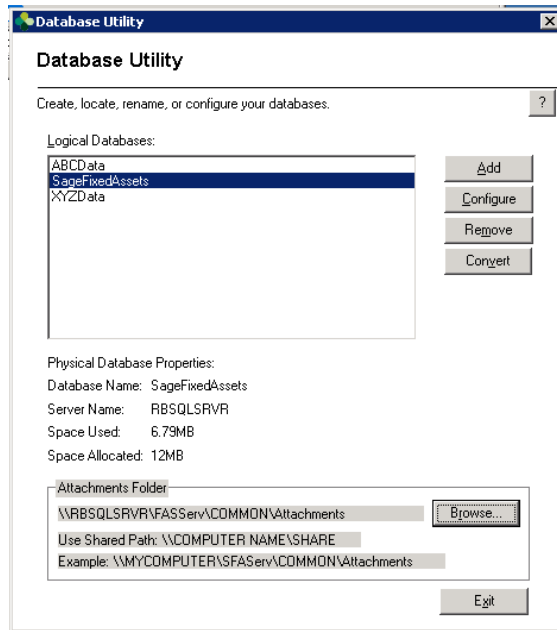 Database Utility
Database Utility
Create, locate, rename, or configure your databases.
?
Logical Databases:
ABCData
SageFixedAssets
XYZData
Add
Configure
Remove
Convert
Physical Database Properties:
Database Name: SageFixedAssets
Server Name: RBSQLSRVR
Space Used: 6.79MB
Space Allocated: 12MB
Attachments Folder
\\RBSQLSRVR\FASServ\COMMON\Attachments
Browse...
Use Shared Path: \\COMPUTER NAME\SHARE
Example: \\MYCOMPUTER\SFAServ\COMMON\Attachments
Exit